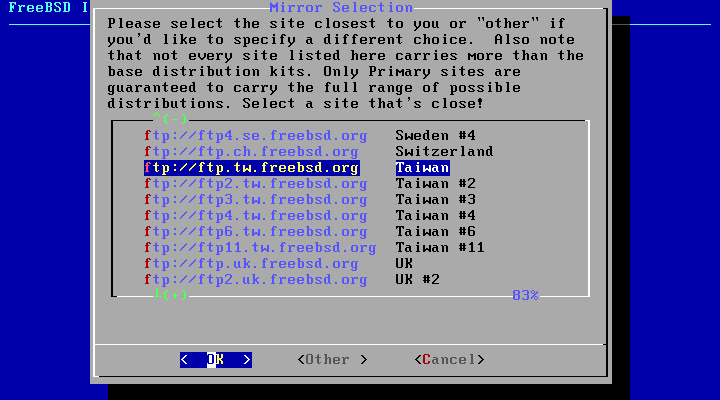 FreeBSD I
Mirror Selection
Please select the site closest to you or "other" if
you'd like to specify a different choice.  Also note
that not every site listed here carries more than the
base distribution kits. Only Primary sites are
guaranteed to carry the full range of possible
distributions. Select a site that's close!
^(-)
ftp://ftp4.se.freebsd.org Sweden #4
ftp://ftp.ch.freebsd.org Switzerland
ftp://ftp.tw.freebsd.org Taiwan
ftp://ftp2.tw.freebsd.org Taiwan #2
ftp://ftp3.tw.freebsd.org Taiwan #3
ftp://ftp4.tw.freebsd.org Taiwan #4
ftp://ftp6.tw.freebsd.org Taiwan #6
ftp://ftp11.tw.freebsd.org Taiwan #11
ftp://ftp.uk.freebsd.org UK
ftp://ftp2.uk.freebsd.org UK #2
(+) 83%
< OK > <Other > <Cancel>